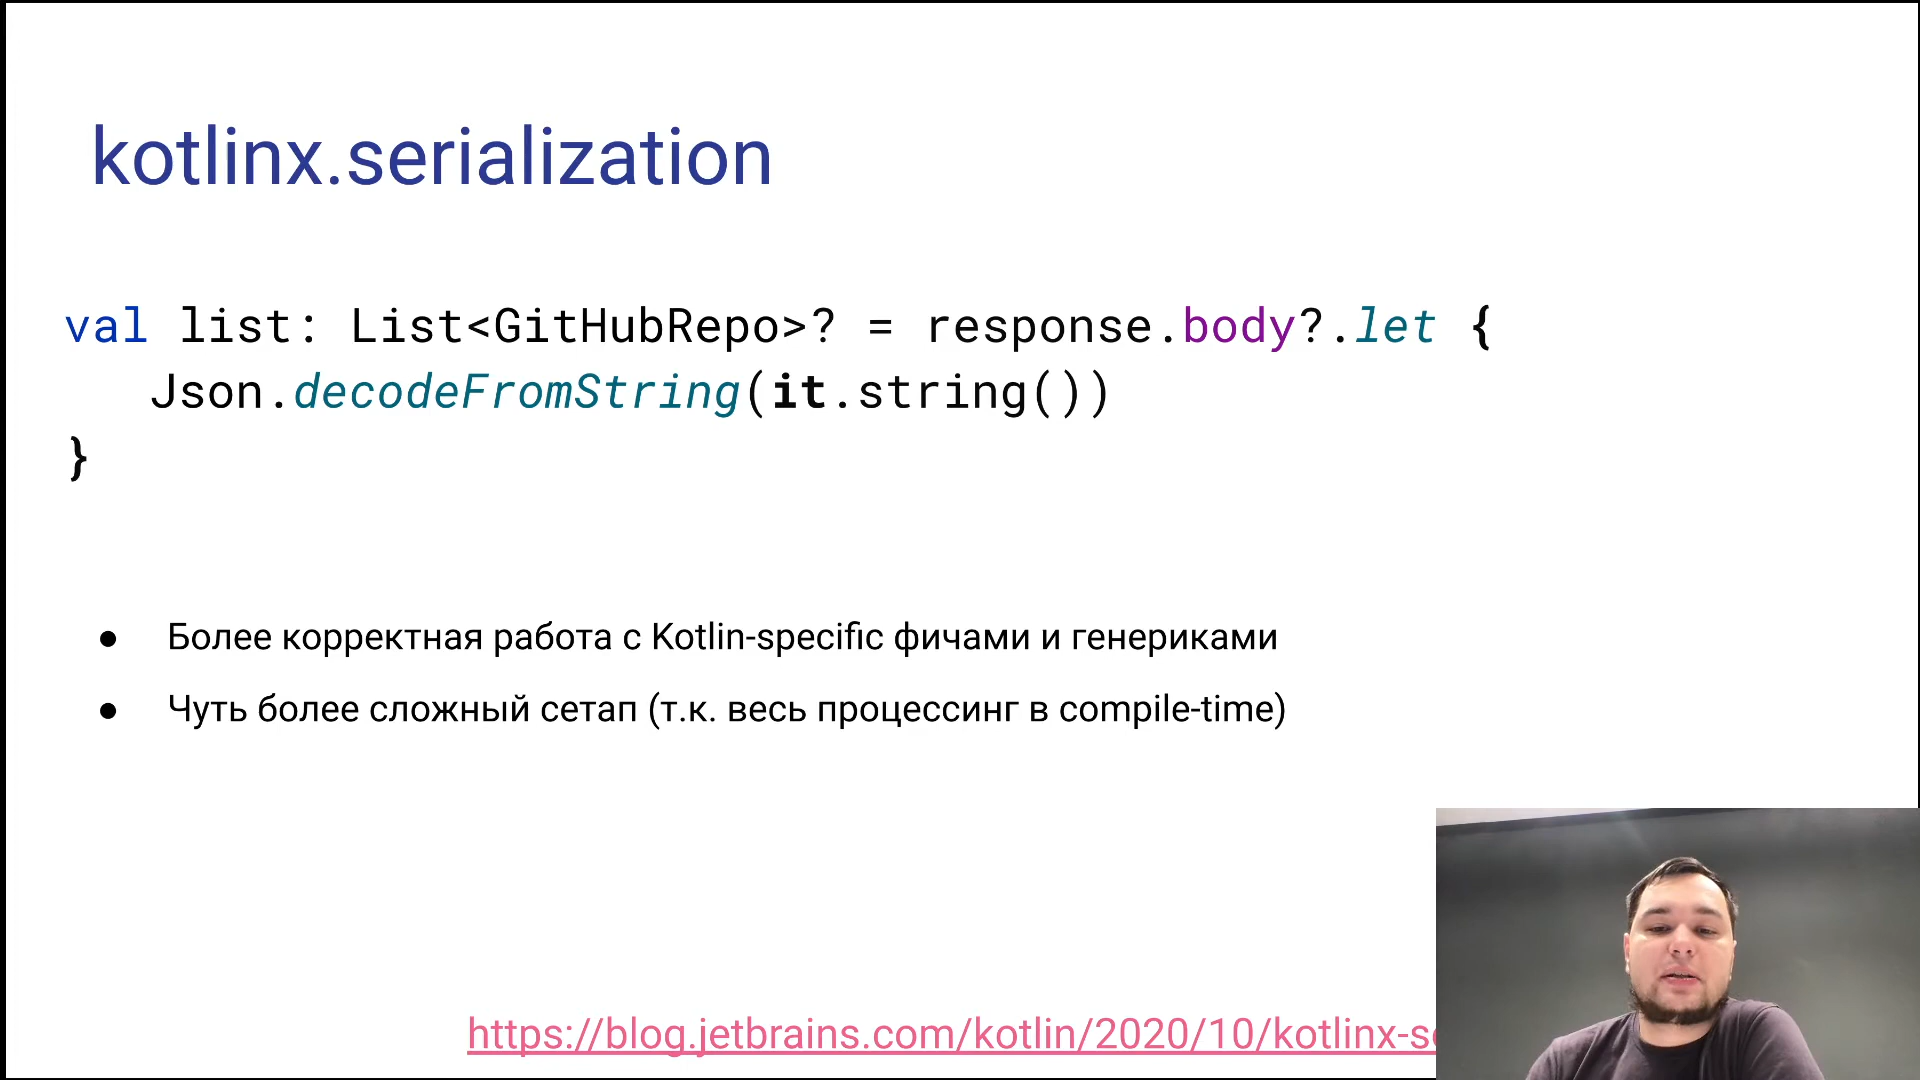 kotlinx.serialization
val list: List<GitHubRepo>? = response.body?.let {
Json.decodeFromString(it.string())
}
● Более корректная работа с Kotlin-specific фичами и генериками
● Чуть более сложный сетап (т.к. весь процессинг в compile-time)
https://blog.jetbrains.com/kotlin/2020/10/kotlinx-s